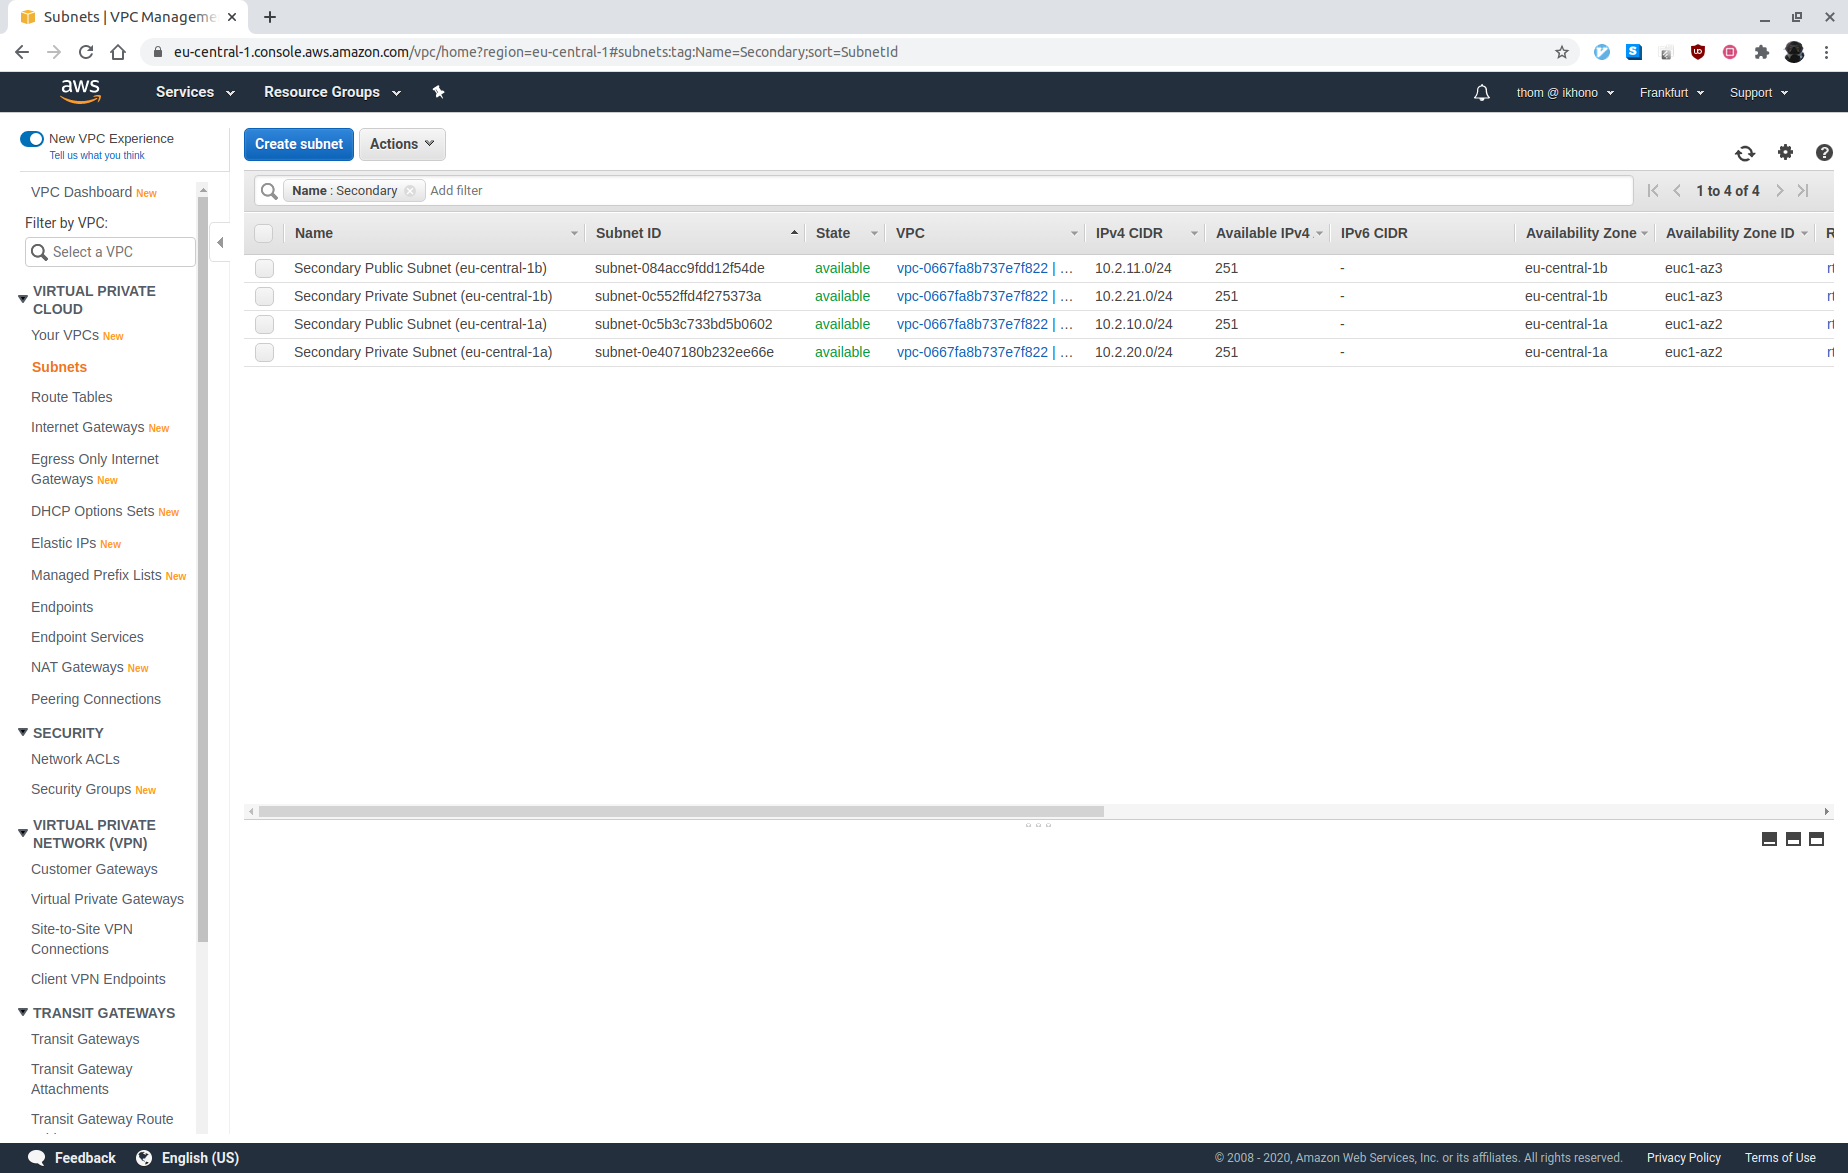 Subnets | VPC Manageme
eu-central-1.console.aws.amazon.com/vpc/home?region=eu-central-1#subnets:tag:Name=Secondary;sort=SubnetId
aws Services Resource Groups thom @ ikhono Frankfurt Support
New VPC Experience
Tell us what you think
VPC Dashboard New
Filter by VPC:
Select a VPC
VIRTUAL PRIVATE
CLOUD
Your VPCs New
Subnets
Route Tables
Internet Gateways New
Egress Only Internet
Gateways New
DHCP Options Sets New
Elastic IPs New
Managed Prefix Lists New
Endpoints
Endpoint Services
NAT Gateways New
Peering Connections
SECURITY
Network ACLs
Security Groups New
VIRTUAL PRIVATE
NETWORK (VPN)
Customer Gateways
Virtual Private Gateways
Site-to-Site VPN
Connections
Client VPN Endpoints
TRANSIT GATEWAYS
Transit Gateways
Transit Gateway
Attachments
Transit Gateway Route
Create subnet Actions
Name : Secondary Add filter 1 to 4 of 4
Name Subnet ID State VPC IPv4 CIDR Available IPv4 IPv6 CIDR Availability Zone Availability Zone ID R
Secondary Public Subnet (eu-central-1b) subnet-084acc9fdd12f54de available vpc-0667fa8b737e7f822 | … 10.2.11.0/24 251 - eu-central-1b euc1-az3 rt
Secondary Private Subnet (eu-central-1b) subnet-0c552ffd4f275373a available vpc-0667fa8b737e7f822 | … 10.2.21.0/24 251 - eu-central-1b euc1-az3 rt
Secondary Public Subnet (eu-central-1a) subnet-0c5b3c733bd5b0602 available vpc-0667fa8b737e7f822 | … 10.2.10.0/24 251 - eu-central-1a euc1-az2 rt
Secondary Private Subnet (eu-central-1a) subnet-0e407180b232ee66e available vpc-0667fa8b737e7f822 | … 10.2.20.0/24 251 - eu-central-1a euc1-az2 rt
Feedback English (US) © 2008 - 2020, Amazon Web Services, Inc. or its affiliates. All rights reserved. Privacy Policy Terms of Use